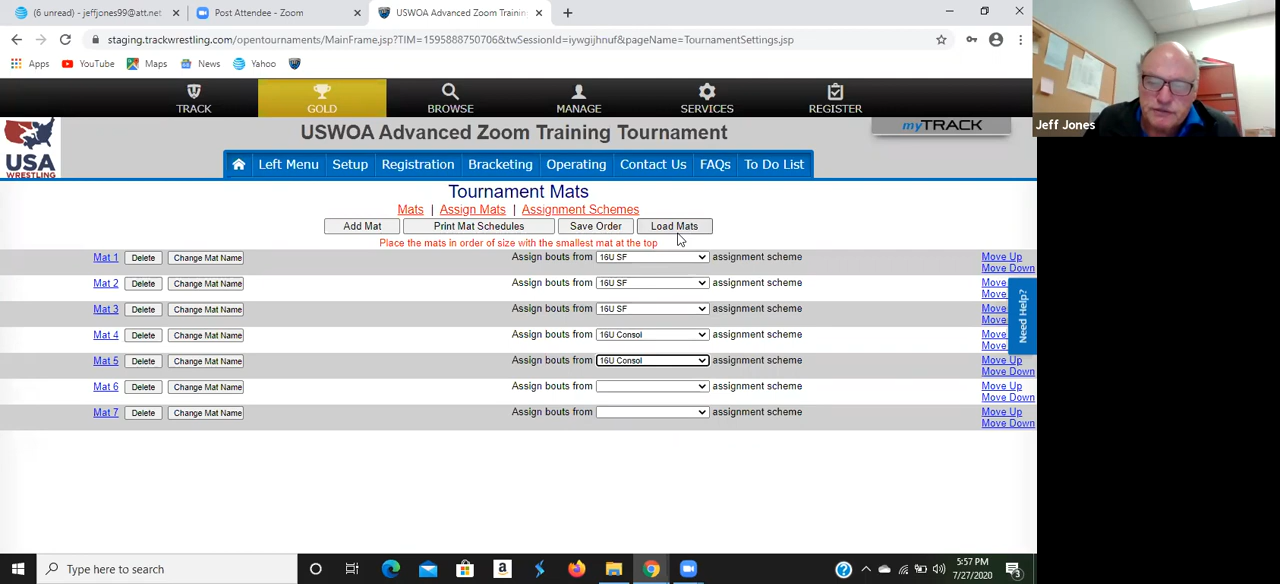 (6 unread) - jeffjones99@att.net
Post Attendee - Zoom
USWOA Advanced Zoom Training
staging.trackwrestling.com/opentournaments/MainFrame.jsp?TIM=1595888750706&twSessionId=iywgijhnuf&pageName=TournamentSettings.jsp
Apps YouTube Maps News Yahoo
TRACK GOLD BROWSE MANAGE SERVICES REGISTER
USWOA Advanced Zoom Training Tournament
myTRACK
USA
WRESTLING
Left Menu Setup Registration Bracketing Operating Contact Us FAQs To Do List
Tournament Mats
Mats | Assign Mats | Assignment Schemes
Add Mat Print Mat Schedules Save Order Load Mats
Place the mats in order of size with the smallest mat at the top
Mat 1 Delete Change Mat Name Assign bouts from 16U SF assignment scheme Move Up
Move Down
Mat 2 Delete Change Mat Name Assign bouts from 16U SF assignment scheme Move
Move
Mat 3 Delete Change Mat Name Assign bouts from 16U SF assignment scheme Move
Move
Mat 4 Delete Change Mat Name Assign bouts from 16U Consol assignment scheme Move
Move
Mat 5 Delete Change Mat Name Assign bouts from 16U Consol assignment scheme Move Up
Move Down
Mat 6 Delete Change Mat Name Assign bouts from assignment scheme Move Up
Move Down
Mat 7 Delete Change Mat Name Assign bouts from assignment scheme Move Up
Move Down
Need Help?
Jeff Jones
Type here to search
5:57 PM
7/27/2020
3